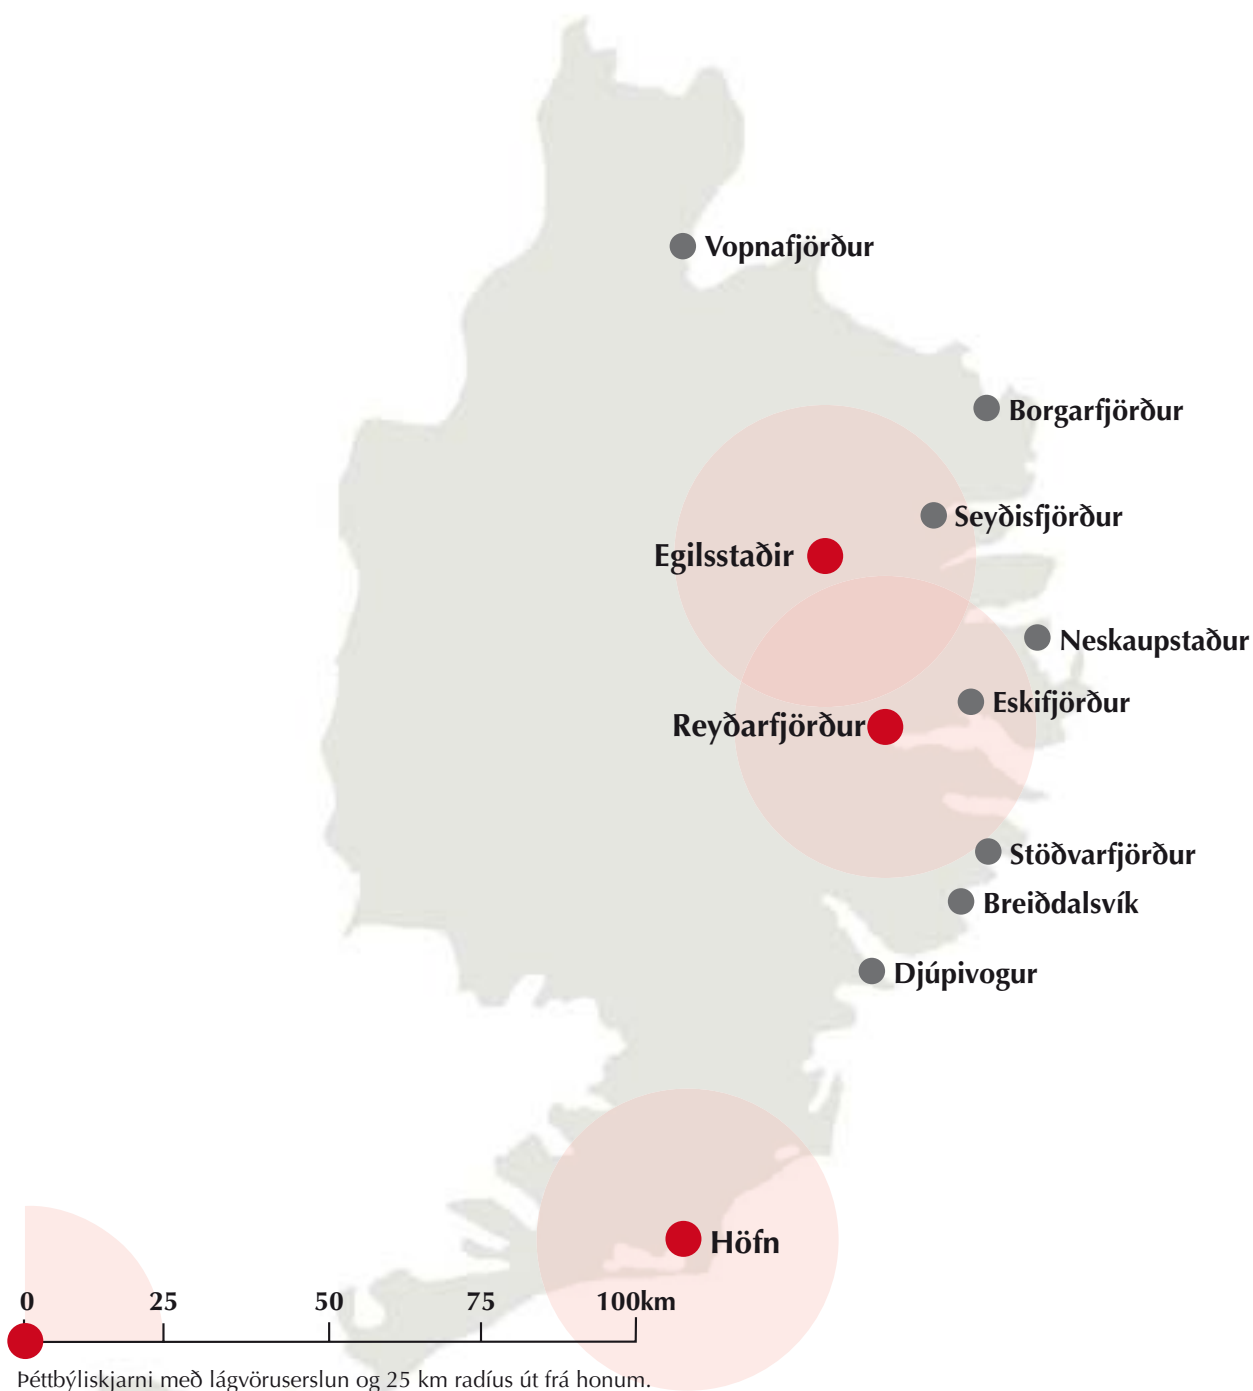 Vopnafjörður
Borgarfjörður
Seyðisfjörður
Egilsstaðir
Neskaupstaður
Eskifjörður
Reyðarfjörður
Stöðvarfjörður
Breiðdalsvík
Djúpivogur
Höfn
0 25 50 75 100km
Þéttbýliskjarni með lágvöruserslun og 25 km radíus út frá honum.